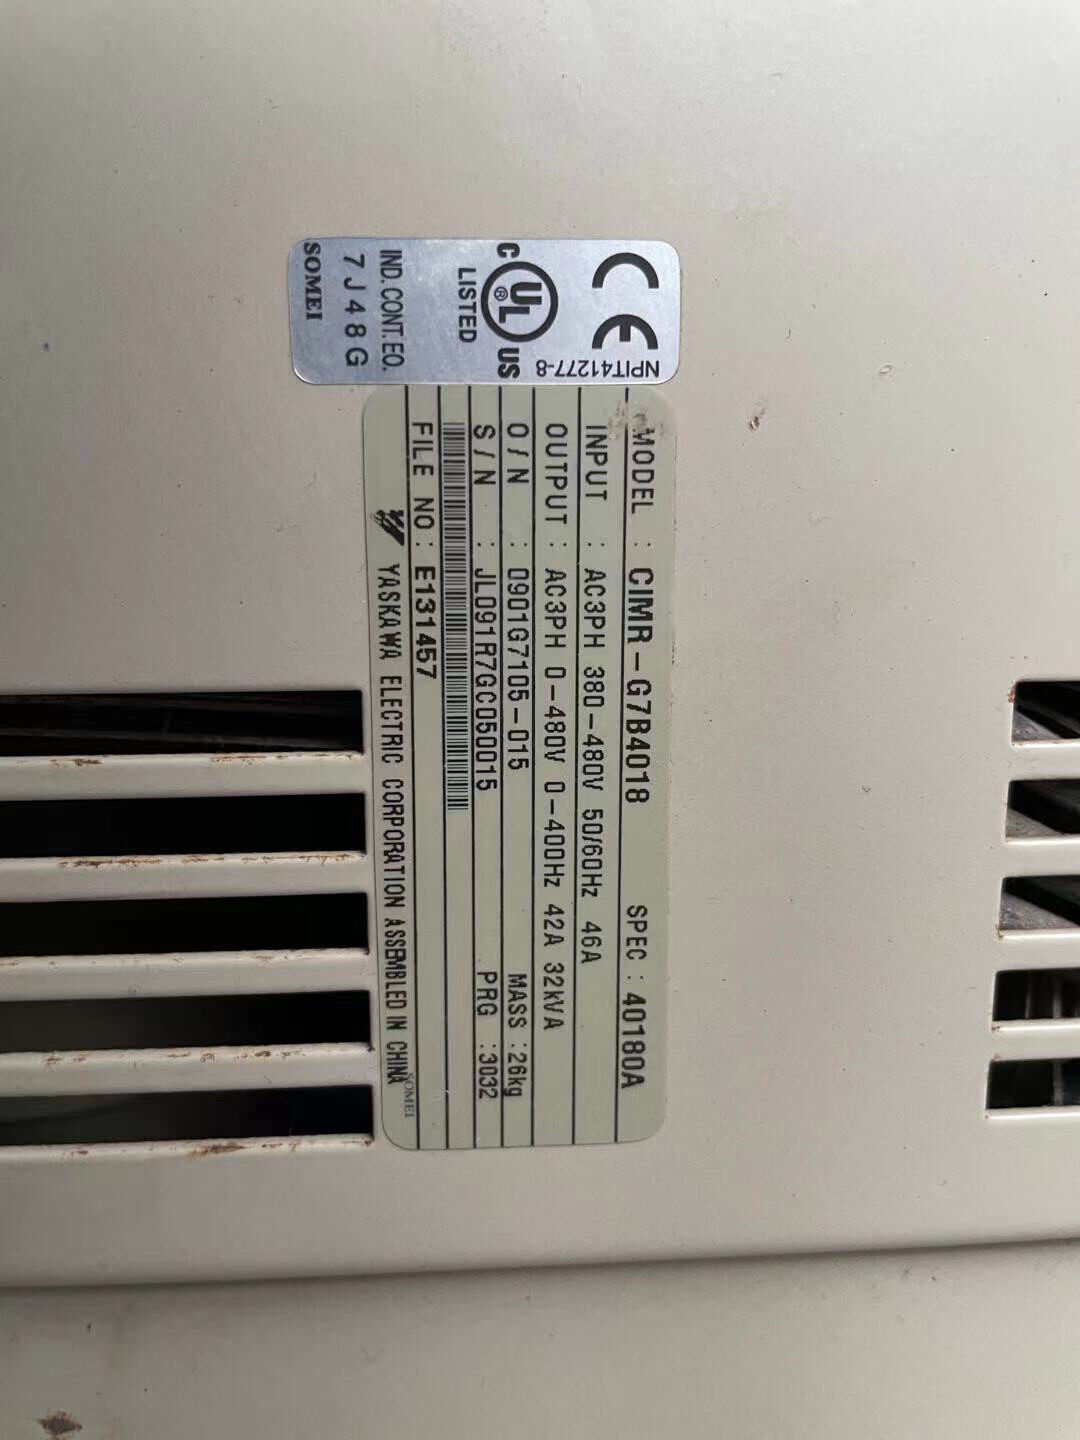 CE
NPIT41277-8
C UL® US
LISTED
IND. CONT. EQ.
7J48G
SOMEI
MODEL : CIMR-G7B4018 SPEC : 40180A
INPUT : AC3PH 380-480V 50/60Hz 46A
OUTPUT : AC3PH 0-480V 0-400Hz 42A 32kVA
O/N : 0901G7105-015 MASS :26kg
S/N : JL091R7GC050015 PRG :3032
FILE NO : E131457
YASKAWA ELECTRIC CORPORATION ASSEMBLED IN CHINA
SOMEI